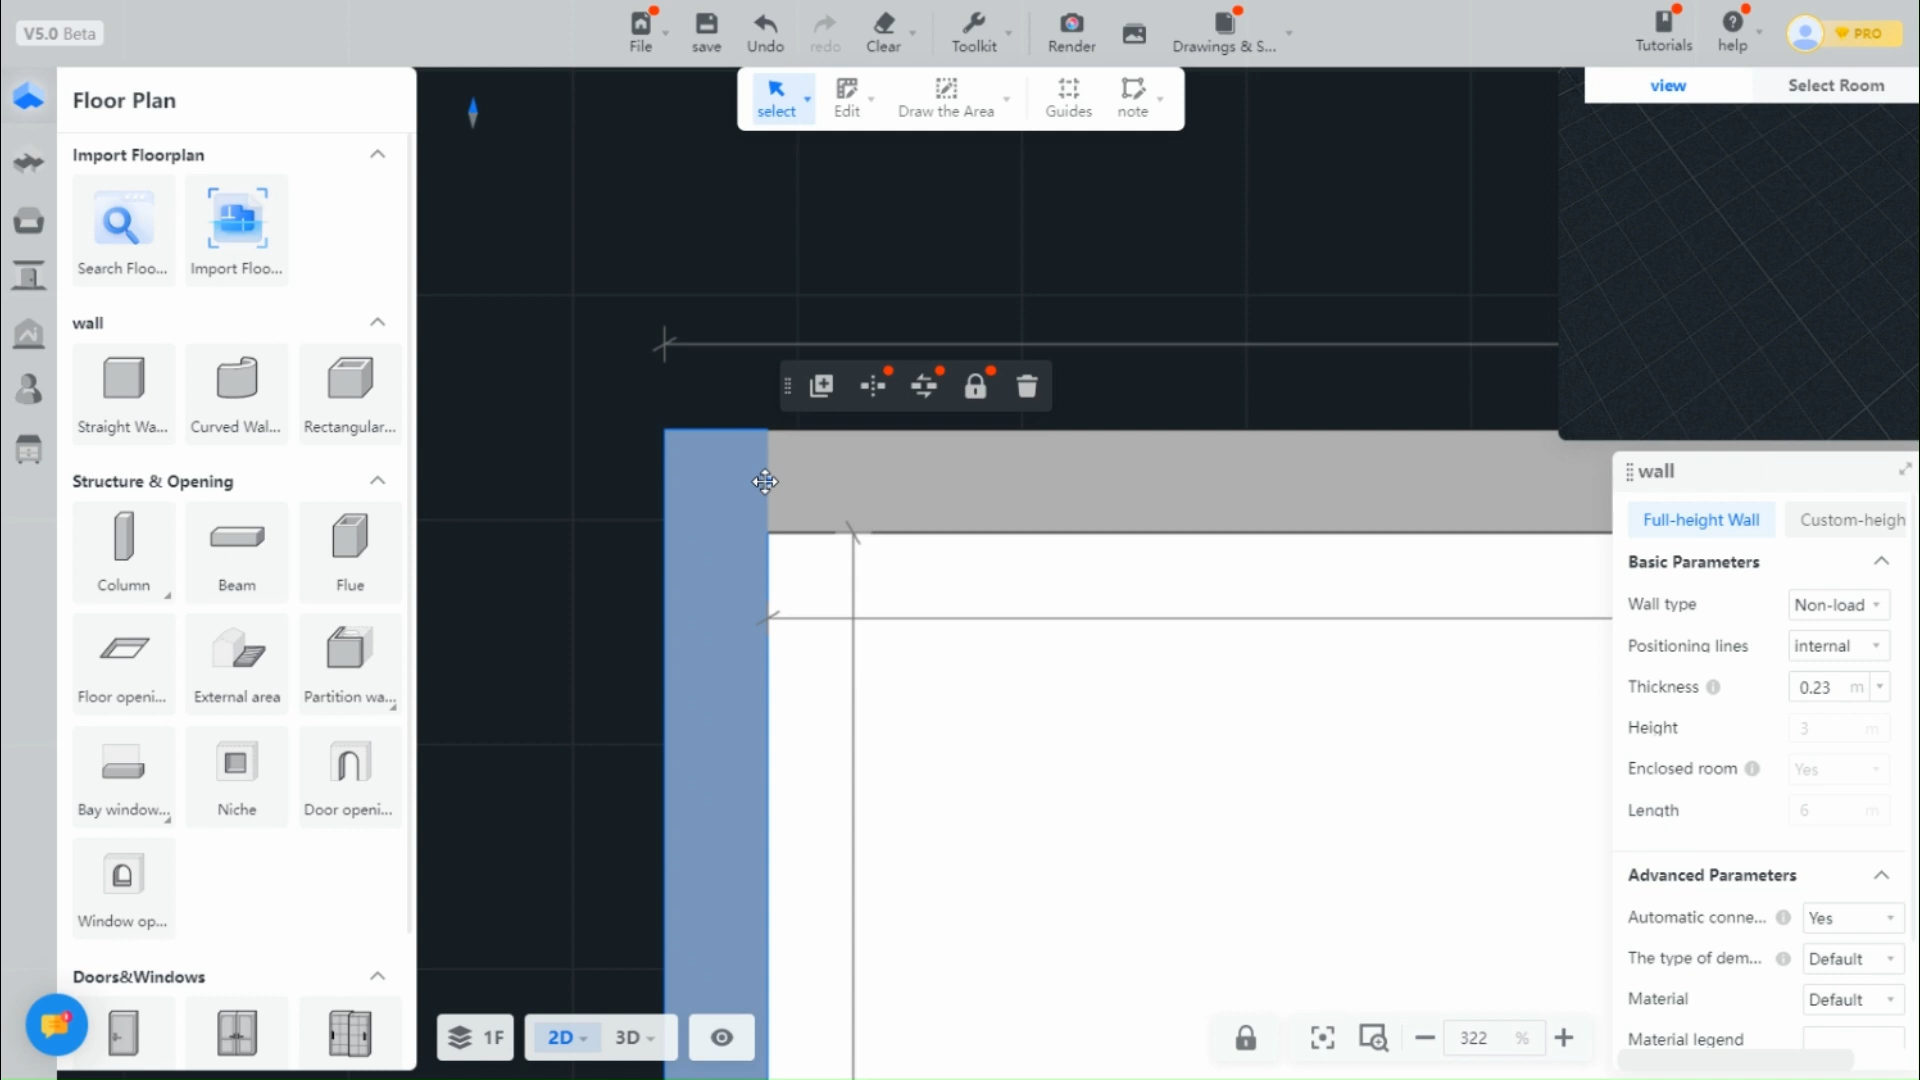 V5.0 Beta
File
save
Undo
redo
Clear
Toolkit
Render
Drawings & S...
Tutorials
help
PRO
Floor Plan
select
Edit
Draw the Area
Guides
note
view
Select Room
Import Floorplan
Search Floo...
Import Floo...
wall
Straight Wa...
Curved Wal...
Rectangular...
Structure & Opening
Column
Beam
Flue
Floor openi...
External area
Partition wa...
Bay window...
Niche
Door openi...
Window op...
Doors&Windows
1F
2D
3D
322 %
wall
Full-height Wall
Custom-heigh
Basic Parameters
Wall type
Non-load
Positioning lines
internal
Thickness
0.23 m
Height
3 m
Enclosed room
Yes
Length
6 m
Advanced Parameters
Automatic conne...
Yes
The type of dem...
Default
Material
Default
Material legend